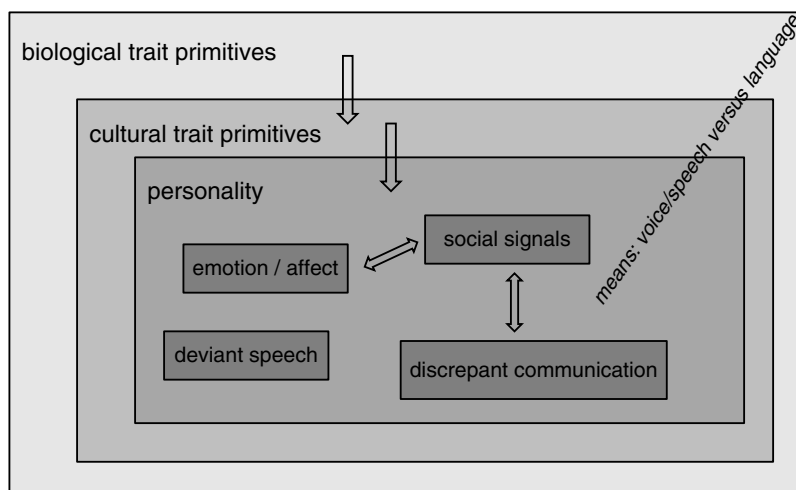 biological trait primitives
cultural trait primitives
personality
social signals
emotion / affect
deviant speech
discrepant communication
means: voice/speech versus language